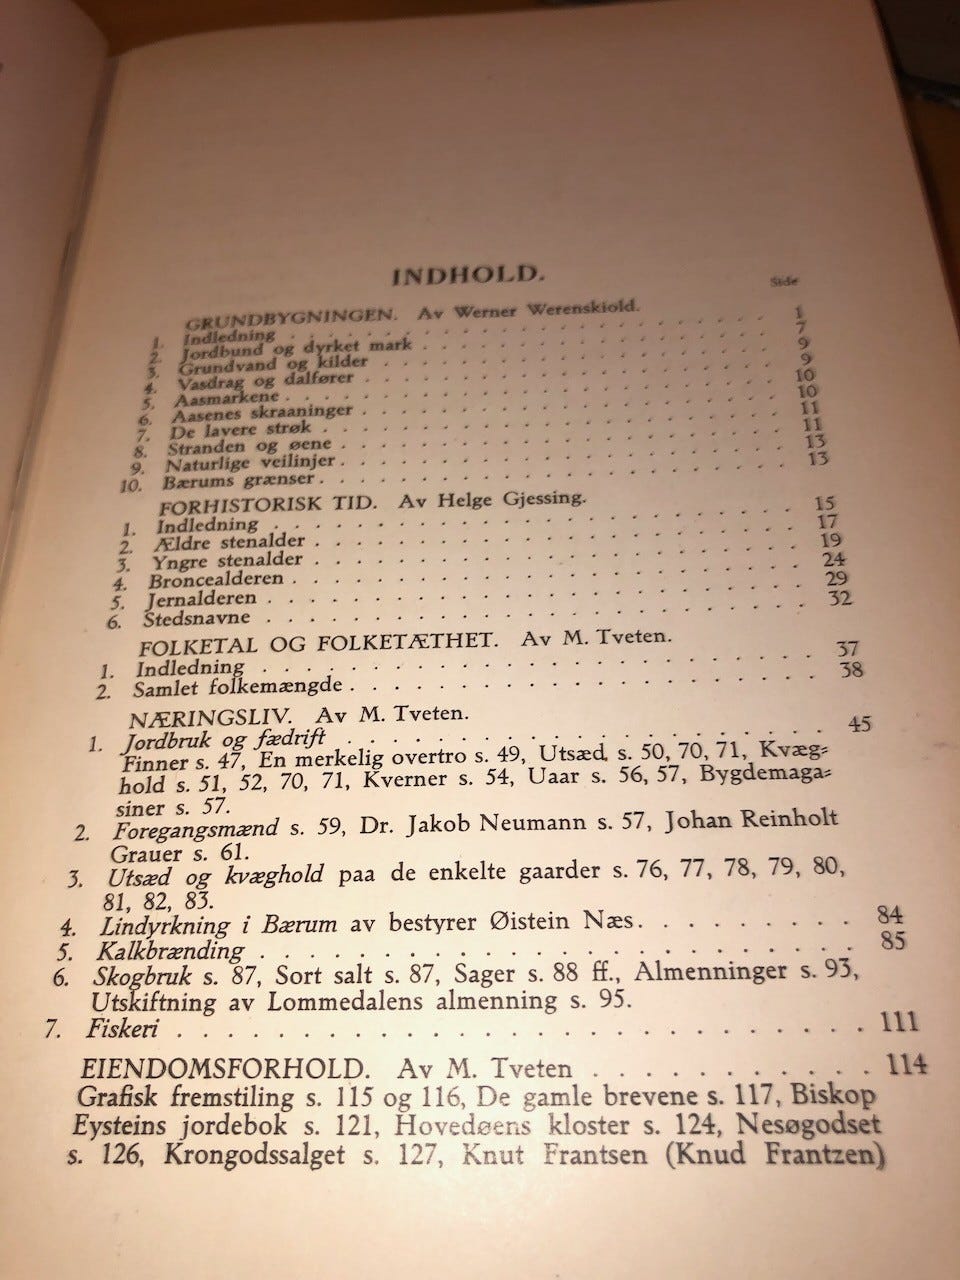 INDHOLD.
Side
GRUNDBYGNINGEN. Av Werner Werenskiold.
1. Indledning . . . . . . . . . . 1
2. Jordbund og dyrket mark . . . . . . . . . . 7
3. Grundvand og kilder . . . . . . . . . . 9
4. Vasdrag og dalfører . . . . . . . . . . 9
5. Aasmarkene . . . . . . . . . . 10
6. Aasenes skraaninger . . . . . . . . . . 10
7. De lavere strøk . . . . . . . . . . 11
8. Stranden og øene . . . . . . . . . . 11
9. Naturlige veilinjer . . . . . . . . . . 13
10. Bærums grænser . . . . . . . . . . 13
FORHISTORISK TID. Av Helge Gjessing.
1. Indledning . . . . . . . . . . 15
2. Ældre stenalder . . . . . . . . . . 17
3. Yngre stenalder . . . . . . . . . . 19
4. Broncealderen . . . . . . . . . . 24
5. Jernalderen . . . . . . . . . . 29
6. Stedsnavne . . . . . . . . . . 32
FOLKETAL OG FOLKETÆTHET. Av M. Tveten.
1. Indledning . . . . . . . . . . 37
2. Samlet folkemængde . . . . . . . . . . 38
NÆRINGSLIV. Av M. Tveten.
1. Jordbruk og fædrift . . . . . . . . . . 45
Finner s. 47, En merkelig overtro s. 49, Utsæd s. 50, 70, 71, Kvæg-
hold s. 51, 52, 70, 71, Kverner s. 54, Uaar s. 56, 57, Bygdemaga-
siner s. 57.
2. Foregangsmænd s. 59, Dr. Jakob Neumann s. 57, Johan Reinholt
Grauer s. 61.
3. Utsæd og kvæghold paa de enkelte gaarder s. 76, 77, 78, 79, 80,
81, 82, 83.
4. Lindyrkning i Bærum av bestyrer Øistein Næs. . . . . . . . . 84
5. Kalkbrænding . . . . . . . . . . 85
6. Skogbruk s. 87, Sort salt s. 87, Sager s. 88 ff., Almenninger s. 93,
Utskiftning av Lommedalens almenning s. 95.
7. Fiskeri . . . . . . . . . . 111
EIENDOMSFORHOLD. Av M. Tveten . . . . . . . . . . 114
Grafisk fremstiling s. 115 og 116, De gamle brevene s. 117, Biskop
Eysteins jordebok s. 121, Hovedøens kloster s. 124, Nesøgodset
s. 126, Krongodssalget s. 127, Knut Frantsen (Knud Frantzen)